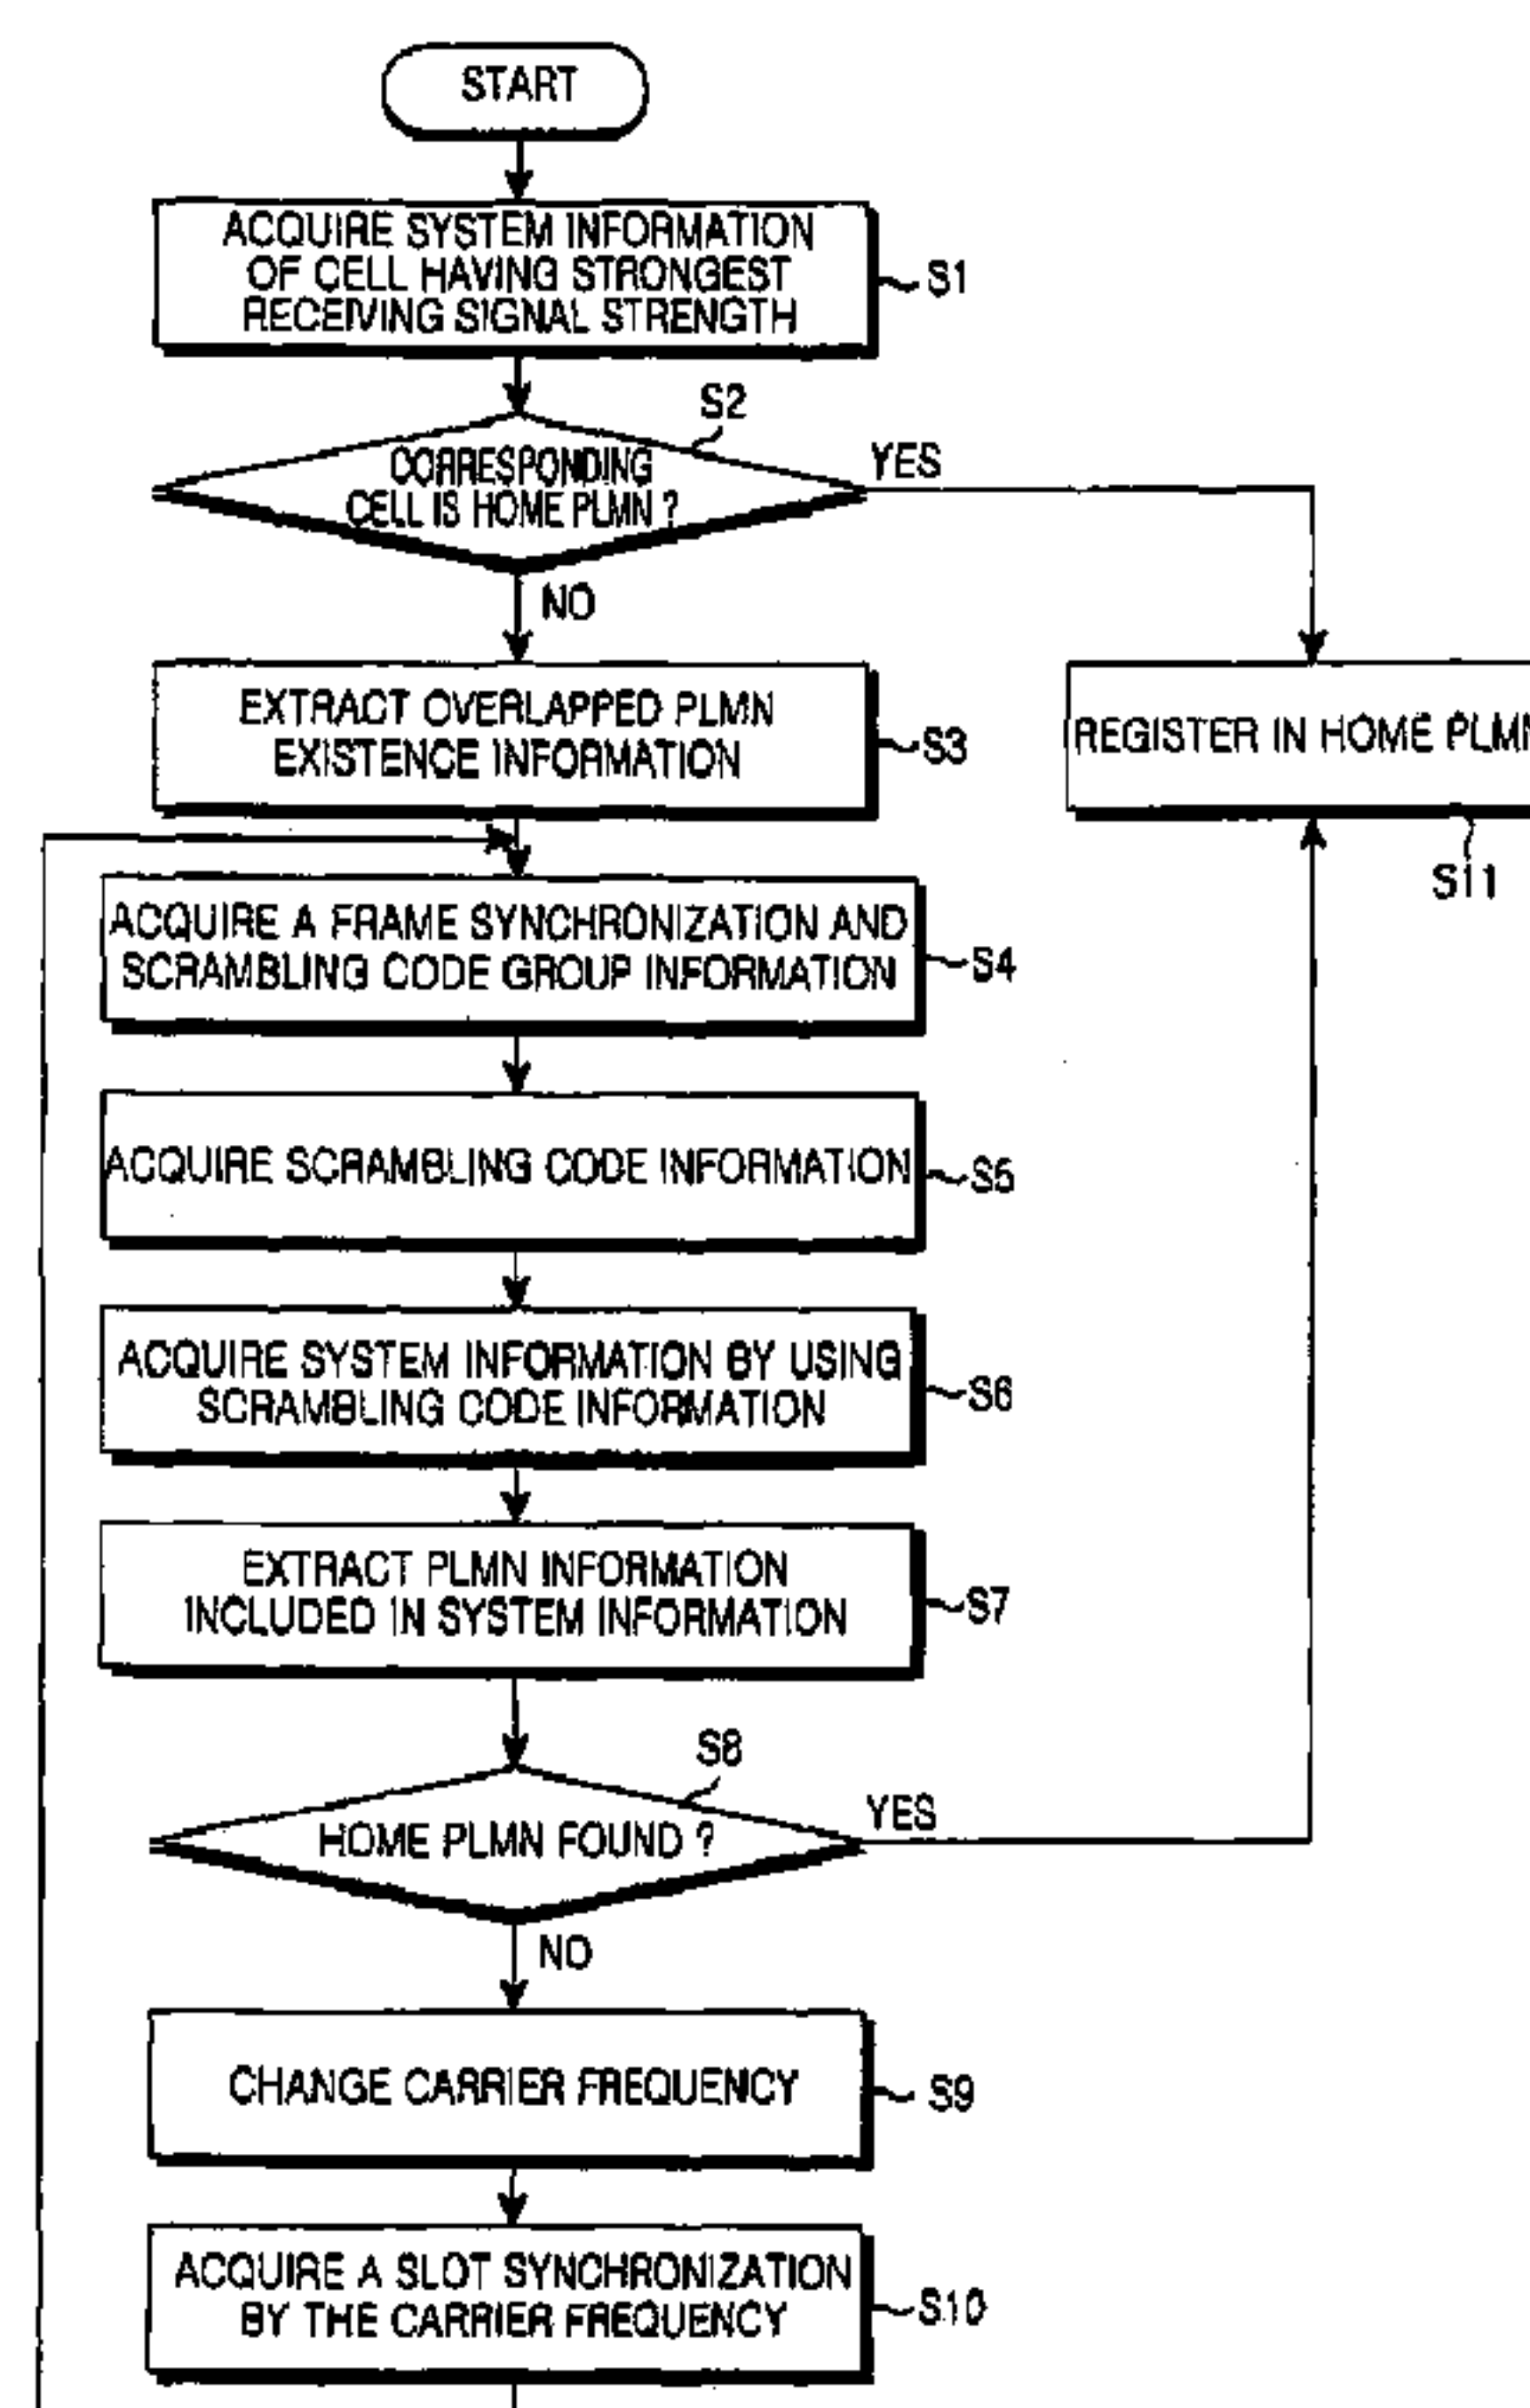 START
ACQUIRE SYSTEM INFORMATION
OF CELL HAVING STRONGEST
RECEIVING SIGNAL STRENGTH
S1
S2
CORRESPONDING
CELL IS HOME PLMN ?
YES
NO
EXTRACT OVERLAPPED PLMN
EXISTENCE INFORMATION
S3
REGISTER IN HOME PLMN
S11
ACQUIRE A FRAME SYNCHRONIZATION AND
SCRAMBLING CODE GROUP INFORMATION
S4
ACQUIRE SCRAMBLING CODE INFORMATION
S5
ACQUIRE SYSTEM INFORMATION BY USING
SCRAMBLING CODE INFORMATION
S6
EXTRACT PLMN INFORMATION
INCLUDED IN SYSTEM INFORMATION
S7
S8
HOME PLMN FOUND ?
YES
NO
CHANGE CARRIER FREQUENCY
S9
ACQUIRE A SLOT SYNCHRONIZATION
BY THE CARRIER FREQUENCY
S10